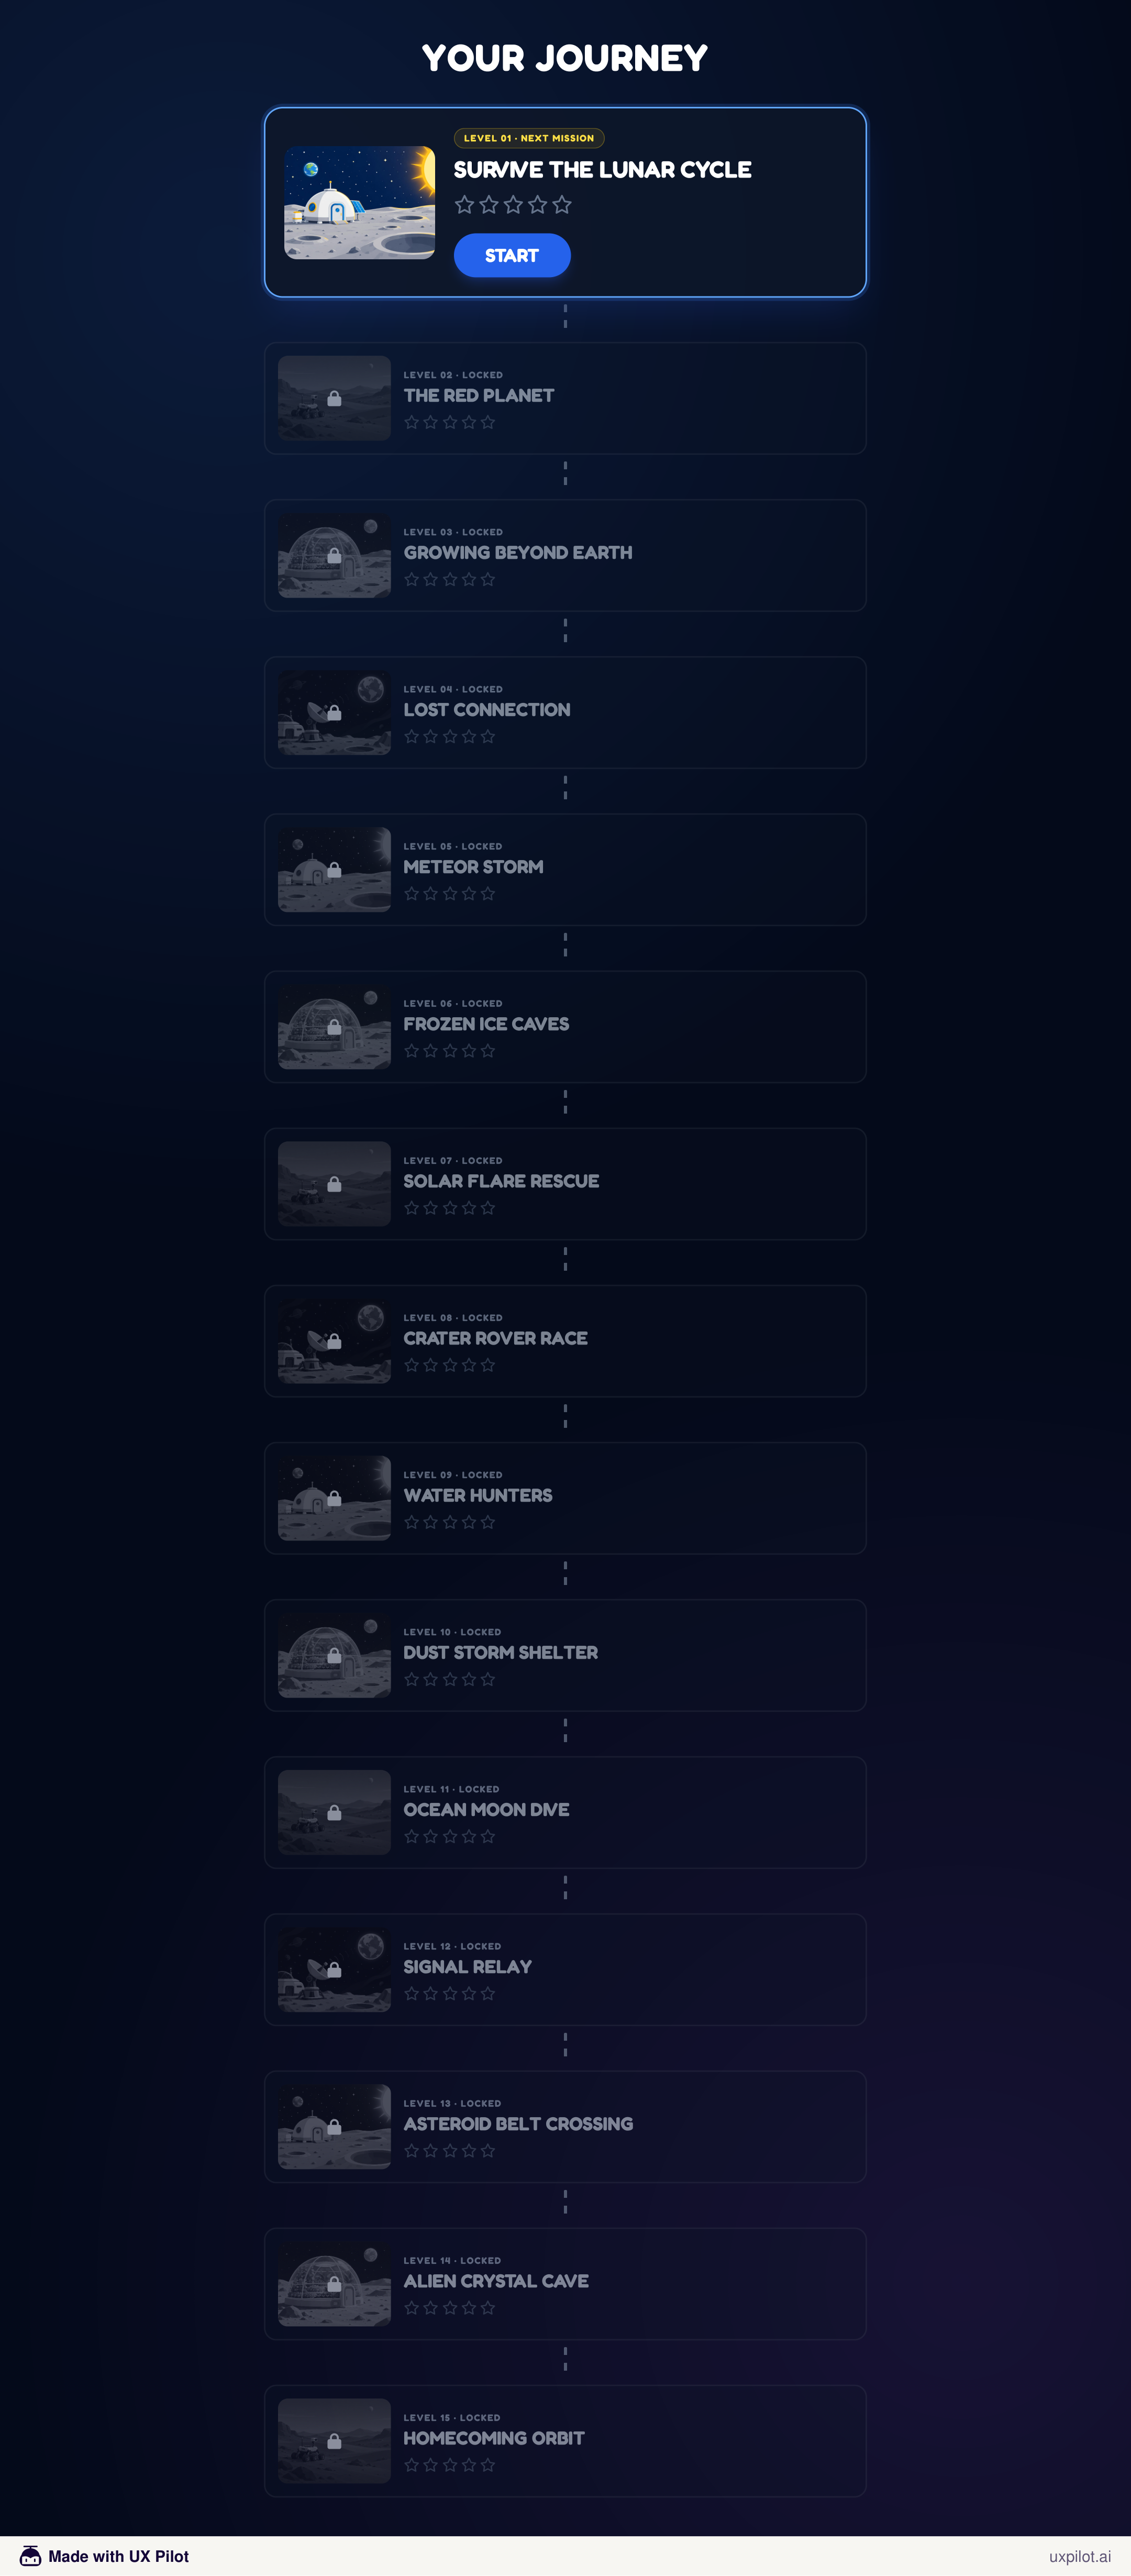 YOUR JOURNEY
LEVEL 01 · NEXT MISSION
SURVIVE THE LUNAR CYCLE
START
LEVEL 02 · LOCKED
THE RED PLANET
LEVEL 03 · LOCKED
GROWING BEYOND EARTH
LEVEL 04 · LOCKED
LOST CONNECTION
LEVEL 05 · LOCKED
METEOR STORM
LEVEL 06 · LOCKED
FROZEN ICE CAVES
LEVEL 07 · LOCKED
SOLAR FLARE RESCUE
LEVEL 08 · LOCKED
CRATER ROVER RACE
LEVEL 09 · LOCKED
WATER HUNTERS
LEVEL 10 · LOCKED
DUST STORM SHELTER
LEVEL 11 · LOCKED
OCEAN MOON DIVE
LEVEL 12 · LOCKED
SIGNAL RELAY
LEVEL 13 · LOCKED
ASTEROID BELT CROSSING
LEVEL 14 · LOCKED
ALIEN CRYSTAL CAVE
LEVEL 15 · LOCKED
HOMECOMING ORBIT
Made with UX Pilot
uxpilot.ai